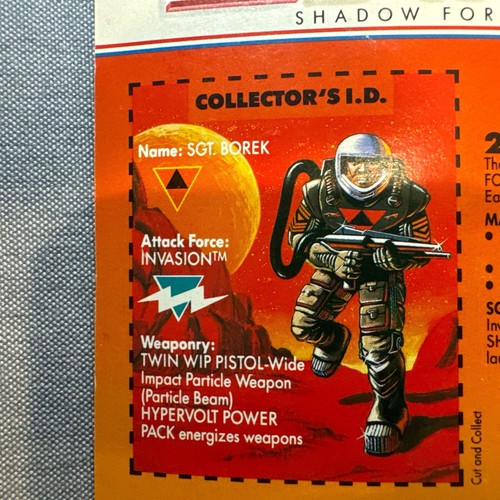 SHADOW FOR
COLLECTOR'S I.D.
Name: SGT. BOREK
Attack Force:
INVASION™
Weaponry:
TWIN WIP PISTOL-Wide
Impact Particle Weapon
(Particle Beam)
HYPERVOLT POWER
PACK energizes weapons
Cut and Collect
2
The
FO
Ea
MA
•
•
•
SC
Inv
SH
lau